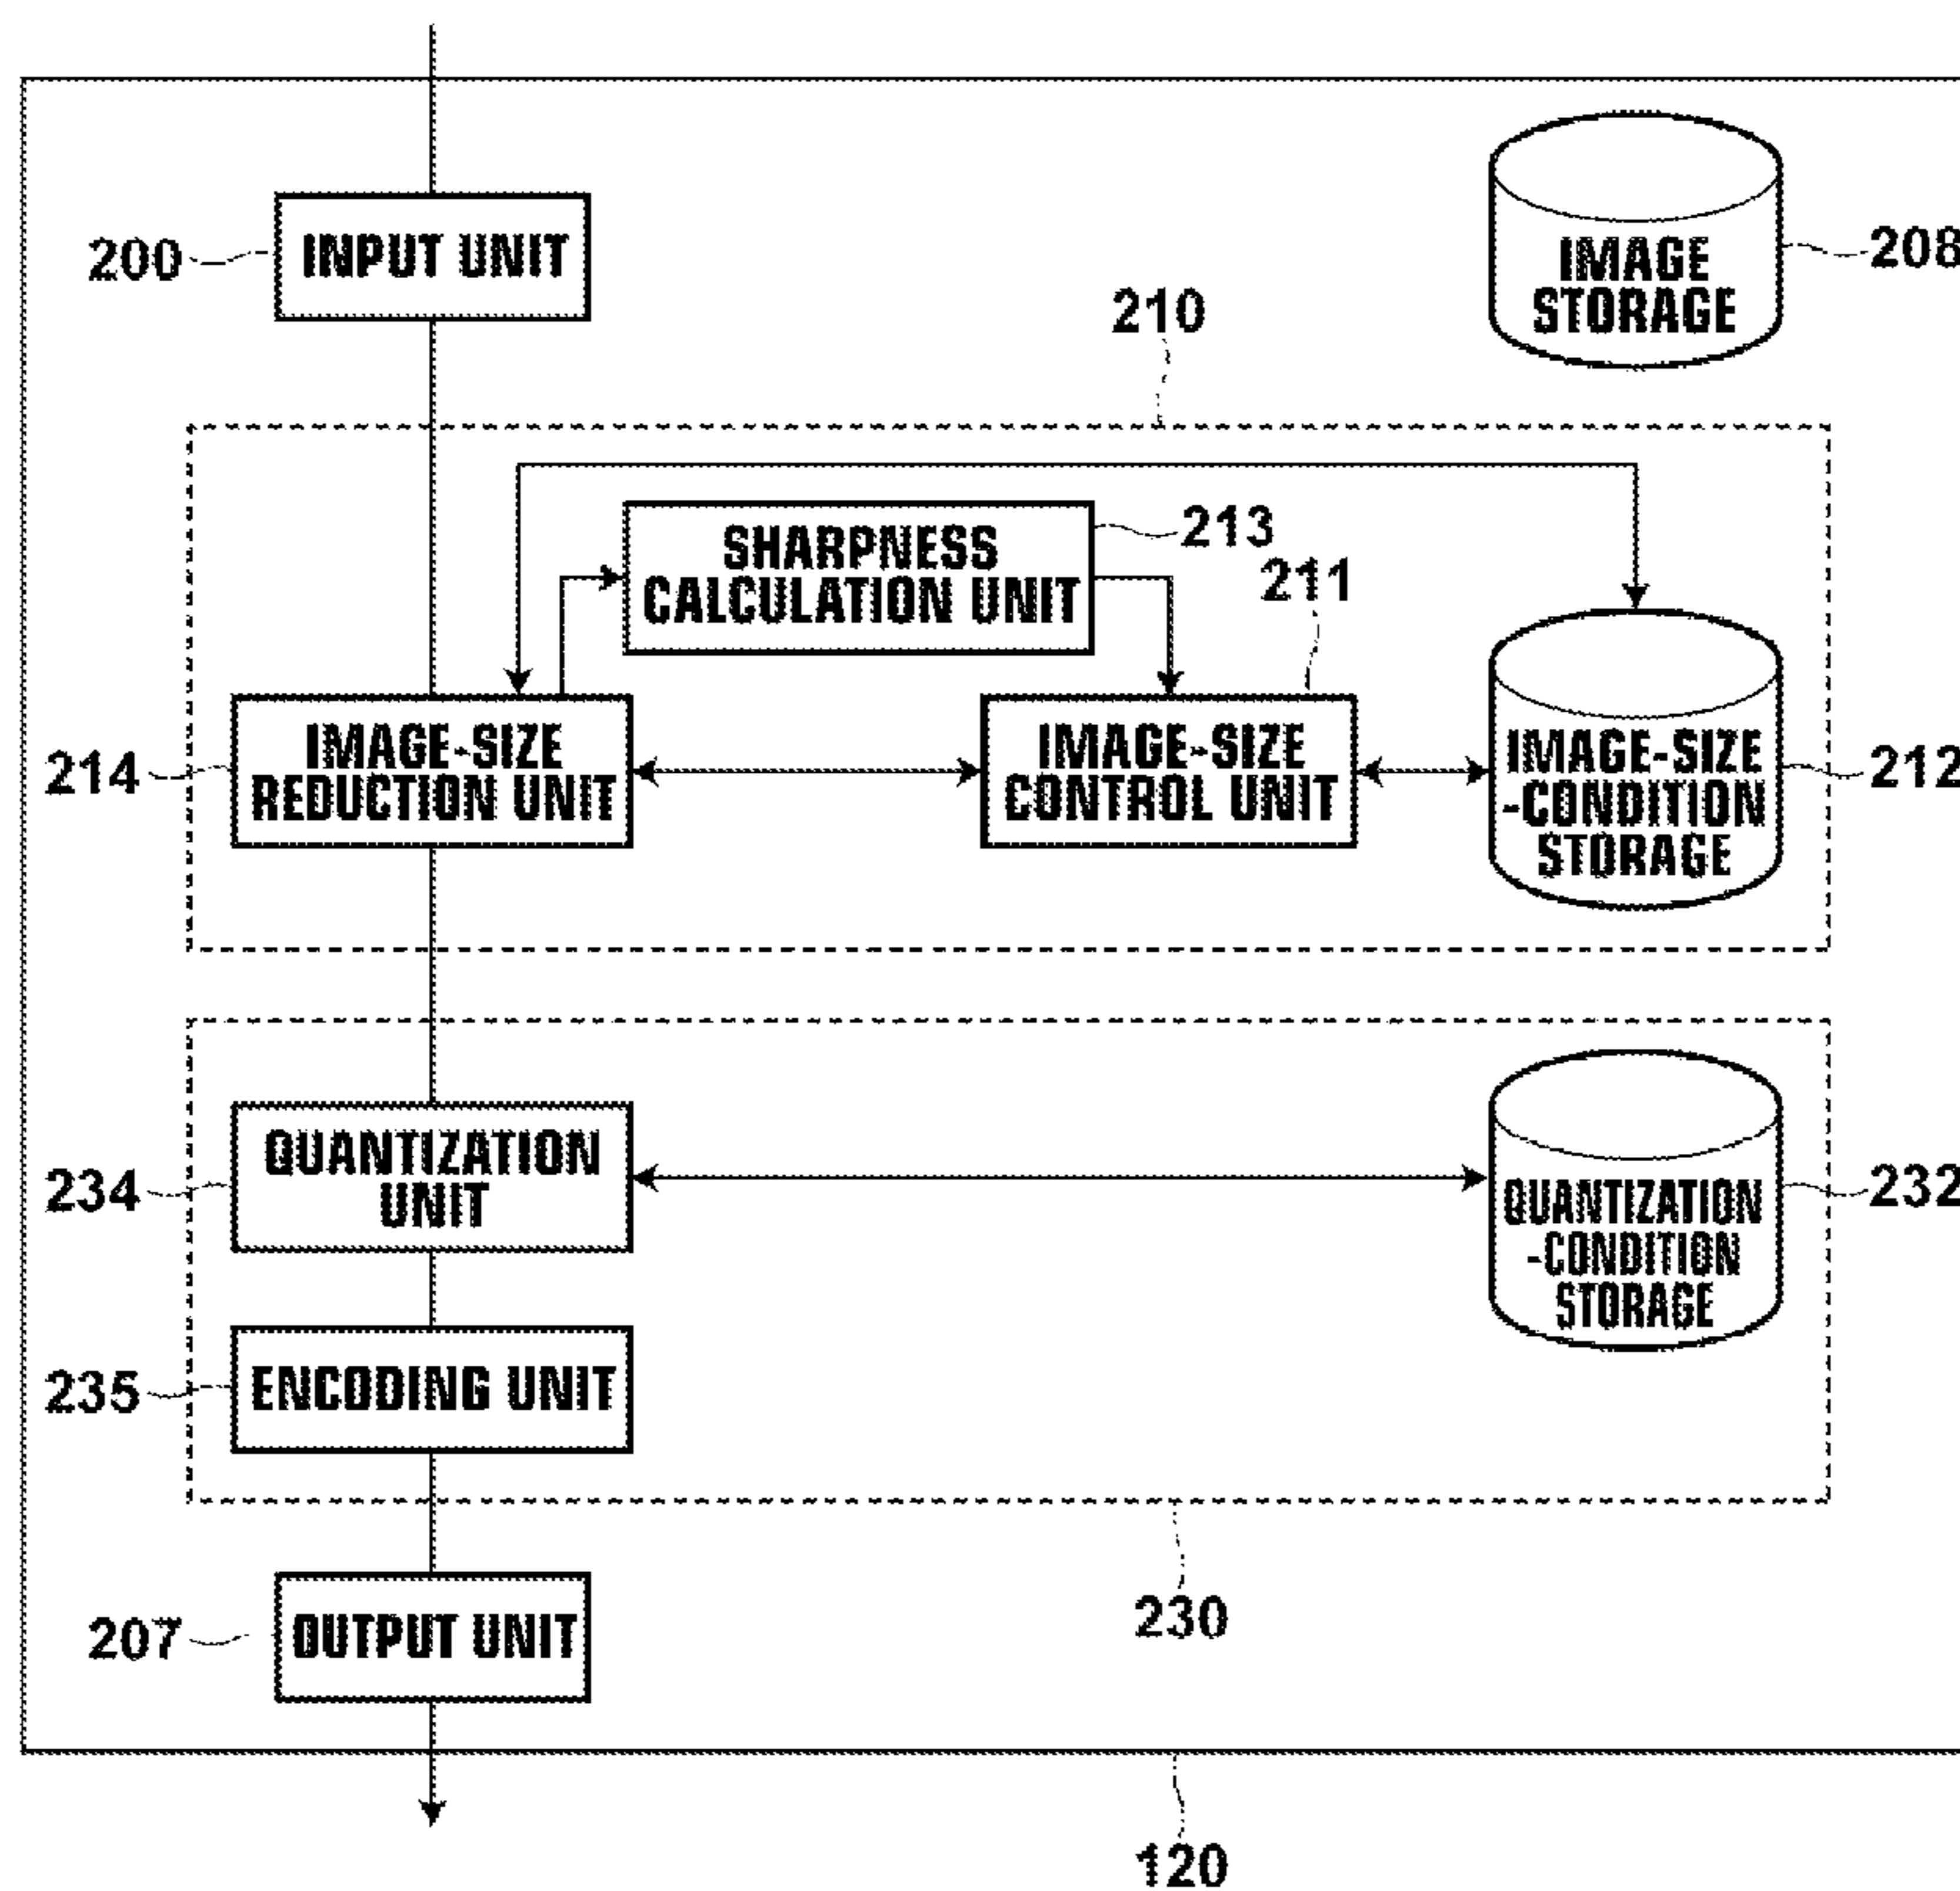 200
INPUT UNIT
IMAGE
STORAGE
208
210
SHARPNESS
CALCULATION UNIT
213
211
214
IMAGE-SIZE
REDUCTION UNIT
IMAGE-SIZE
CONTROL UNIT
IMAGE-SIZE
-CONDITION
STORAGE
212
234
QUANTIZATION
UNIT
QUANTIZATION
-CONDITION
STORAGE
232
235
ENCODING UNIT
230
207
OUTPUT UNIT
120